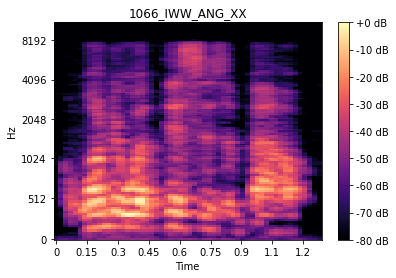 1066_IWW_ANG_XX
Hz
8192
4096
2048
1024
512
0
0
0.15
0.3
0.45
0.6
0.75
0.9
1.1
1.2
Time
+0 dB
-10 dB
-20 dB
-30 dB
-40 dB
-50 dB
-60 dB
-70 dB
-80 dB